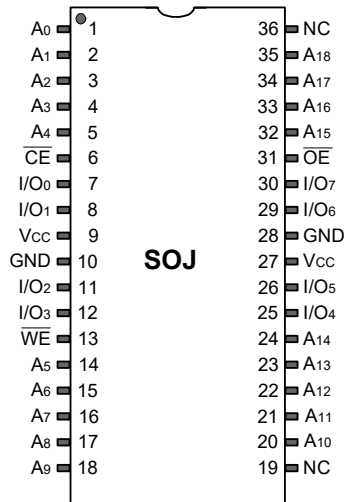 A0 1 36 NC
A1 2 35 A18
A2 3 34 A17
A3 4 33 A16
A4 5 32 A15
C̅E̅ 6 31 O̅E̅
I/O0 7 30 I/O7
I/O1 8 29 I/O6
VCC 9 28 GND
GND 10 SOJ 27 VCC
I/O2 11 26 I/O5
I/O3 12 25 I/O4
W̅E̅ 13 24 A14
A5 14 23 A13
A6 15 22 A12
A7 16 21 A11
A8 17 20 A10
A9 18 19 NC